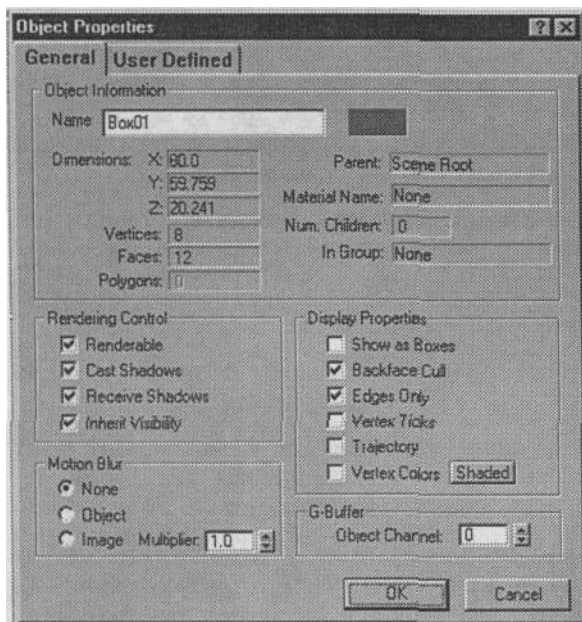 Object Properties
General User Defined
Object Information
Name Box01
Dimensions: X: 80.0
Y: 59.759
Z: 20.241
Vertices: 8
Faces: 12
Polygons: 0
Parent: Scene Root
Material Name: None
Num. Children: 0
In Group: None
Rendering Control
Renderable
Cast Shadows
Receive Shadows
Inherit Visibility
Display Properties
Show as Boxes
Backface Cull
Edges Only
Vertex Ticks
Trajectory
Vertex Colors Shaded
Motion Blur
None
Object
Image Multiplier: 1.0
G-Buffer
Object Channel: 0
OK Cancel